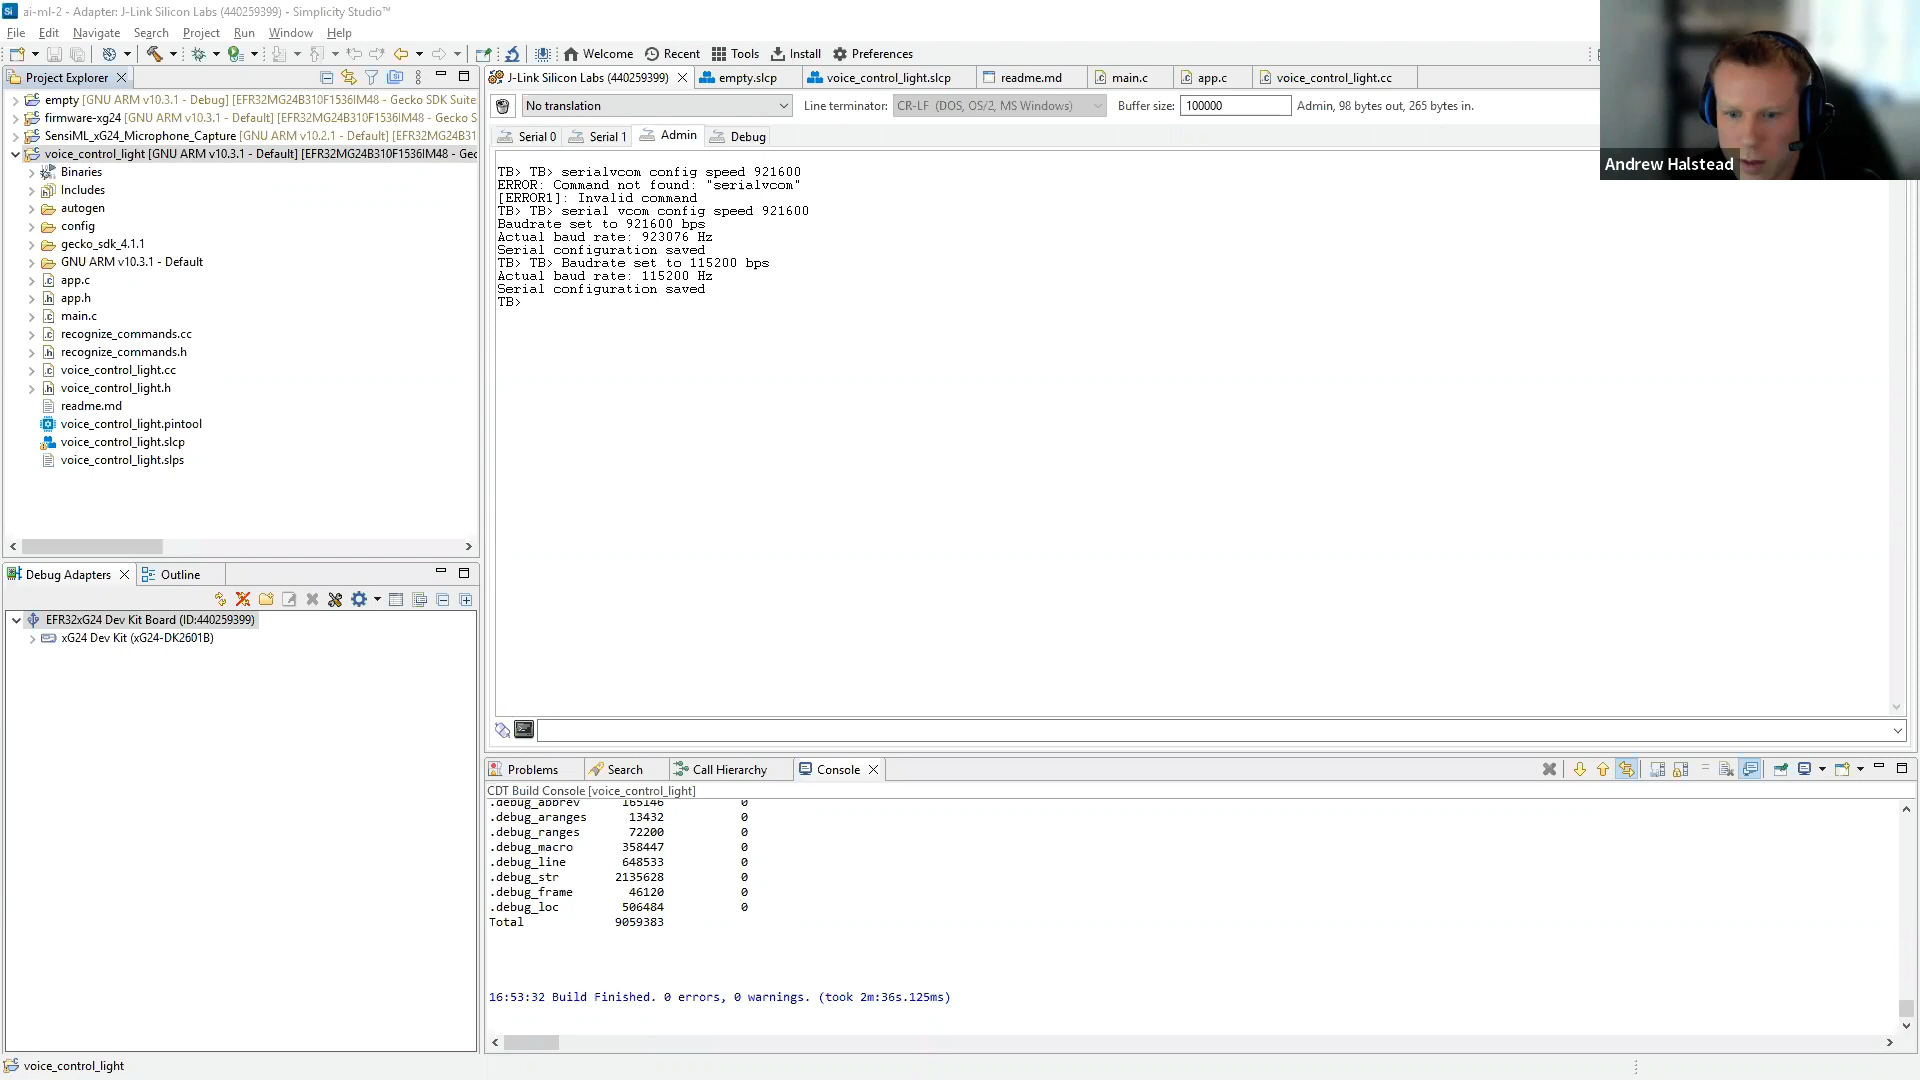 ai-ml-2 - Adapter: J-Link Silicon Labs (440259399) - Simplicity Studio™
File Edit Navigate Search Project Run Window Help
Welcome Recent Tools Install Preferences
Project Explorer
empty [GNU ARM v10.3.1 - Debug] [EFR32MG24B310F1536IM48 - Gecko SDK Suite
firmware-xg24 [GNU ARM v10.3.1 - Default] [EFR32MG24B310F1536IM48 - Gecko S
SensiML_xG24_Microphone_Capture [GNU ARM v10.2.1 - Default] [EFR32MG24B31
voice_control_light [GNU ARM v10.3.1 - Default] [EFR32MG24B310F1536IM48 - Gec
Binaries
Includes
autogen
config
gecko_sdk_4.1.1
GNU ARM v10.3.1 - Default
app.c
app.h
main.c
recognize_commands.cc
recognize_commands.h
voice_control_light.cc
voice_control_light.h
readme.md
voice_control_light.pintool
voice_control_light.slcp
voice_control_light.slps
Debug Adapters Outline
EFR32xG24 Dev Kit Board (ID:440259399)
xG24 Dev Kit (xG24-DK2601B)
voice_control_light
J-Link Silicon Labs (440259399) empty.slcp voice_control_light.slcp readme.md main.c app.c voice_control_light.cc
No translation Line terminator: CR-LF (DOS, OS/2, MS Windows) Buffer size: 100000 Admin, 98 bytes out, 265 bytes in.
Serial 0 Serial 1 Admin Debug
TB> TB> serialvcom config speed 921600
ERROR: Command not found: "serialvcom"
[ERROR1]: Invalid command
TB> TB> serial vcom config speed 921600
Baudrate set to 921600 bps
Actual baud rate: 923076 Hz
Serial configuration saved
TB> TB> Baudrate set to 115200 bps
Actual baud rate: 115200 Hz
Serial configuration saved
TB>
Problems Search Call Hierarchy Console
CDT Build Console [voice_control_light]
.debug_abbrev 165146 0
.debug_aranges 13432 0
.debug_ranges 72200 0
.debug_macro 358447 0
.debug_line 648533 0
.debug_str 2135628 0
.debug_frame 46120 0
.debug_loc 506484 0
Total 9059383
16:53:32 Build Finished. 0 errors, 0 warnings. (took 2m:36s.125ms)
Andrew Halstead